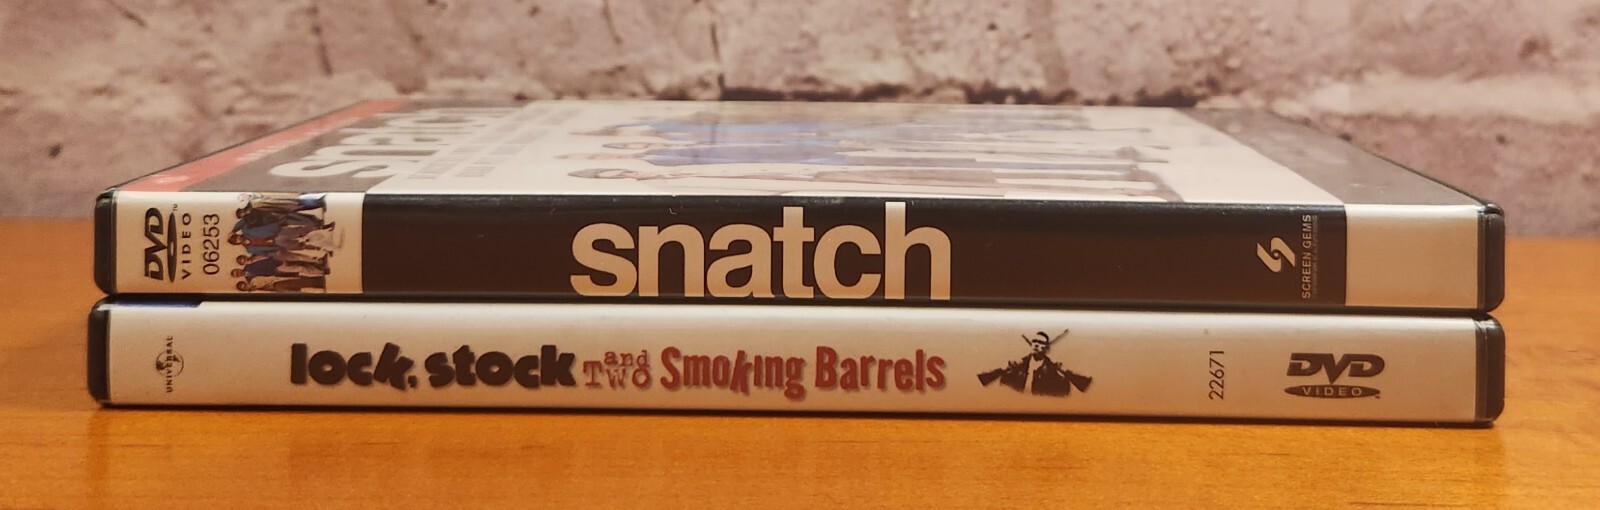 DVD
VIDEO
06253
snatch
SCREEN GEMS
UNIVERSAL
lock, stock and Two Smoking Barrels
22671
DVD
VIDEO